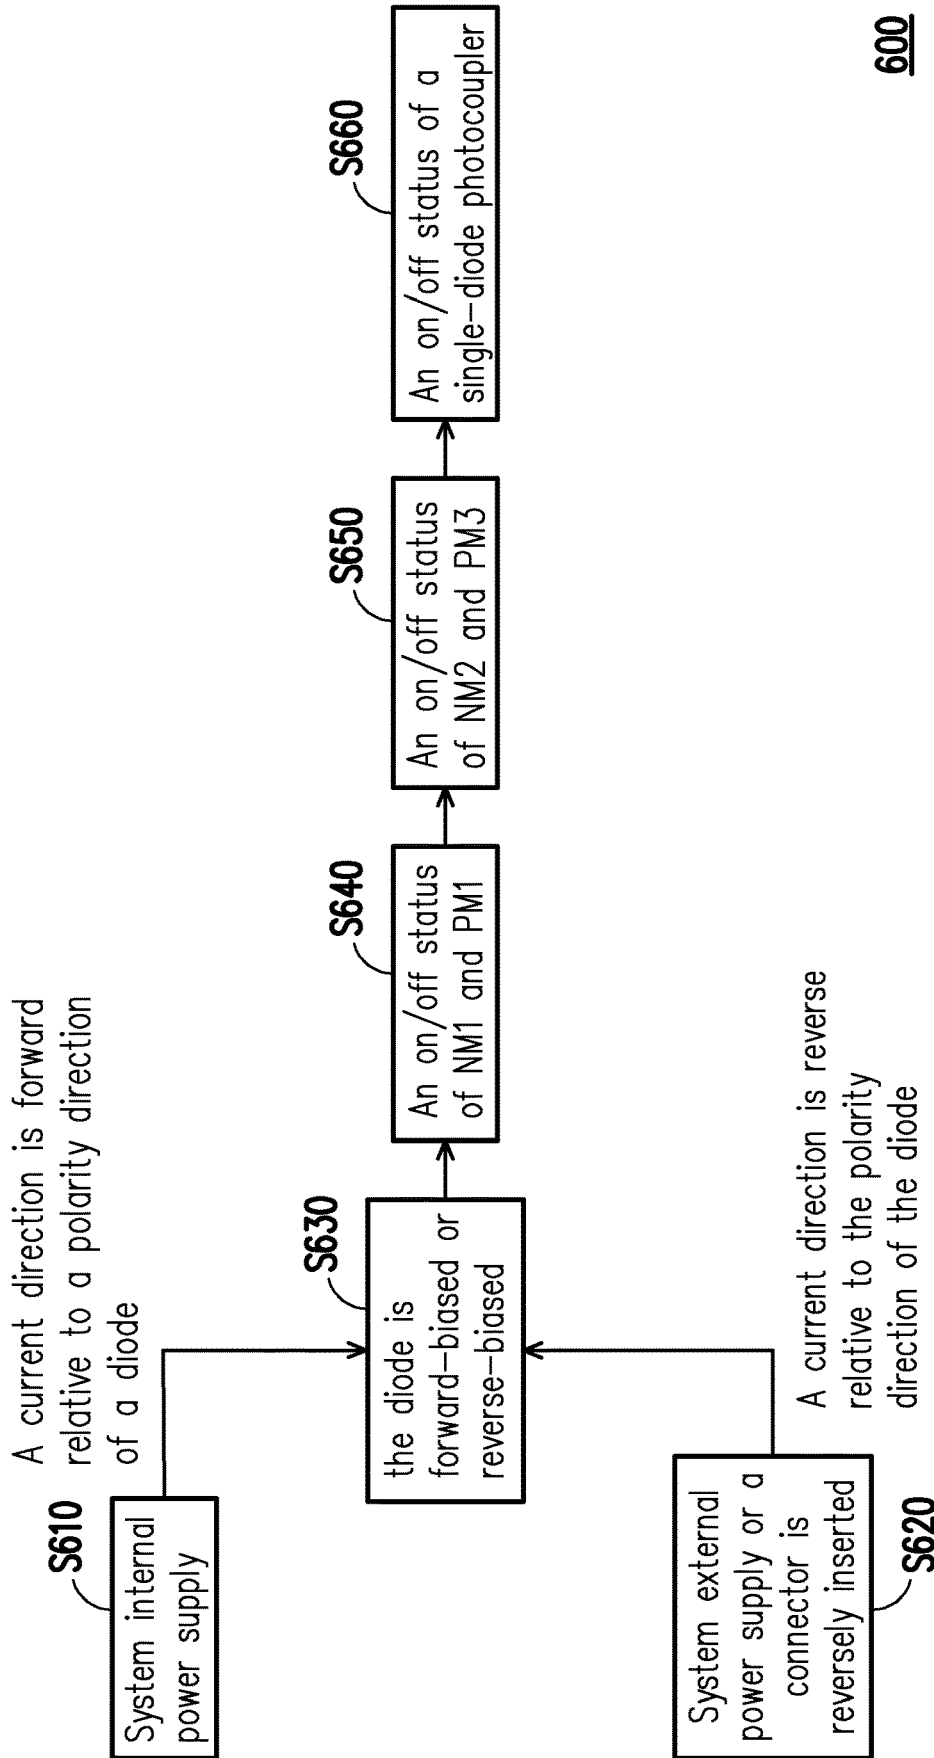 S610
System internal
power supply
A current direction is forward
relative to a polarity direction
of a diode
S620
System external
power supply or a
connector is
reversely inserted
A current direction is reverse
relative to the polarity
direction of the diode
S630
the diode is
forward-biased or
reverse-biased
S640
An on/off status
of NM1 and PM1
S650
An on/off status
of NM2 and PM3
S660
An on/off status of a
single-diode photocoupler
600